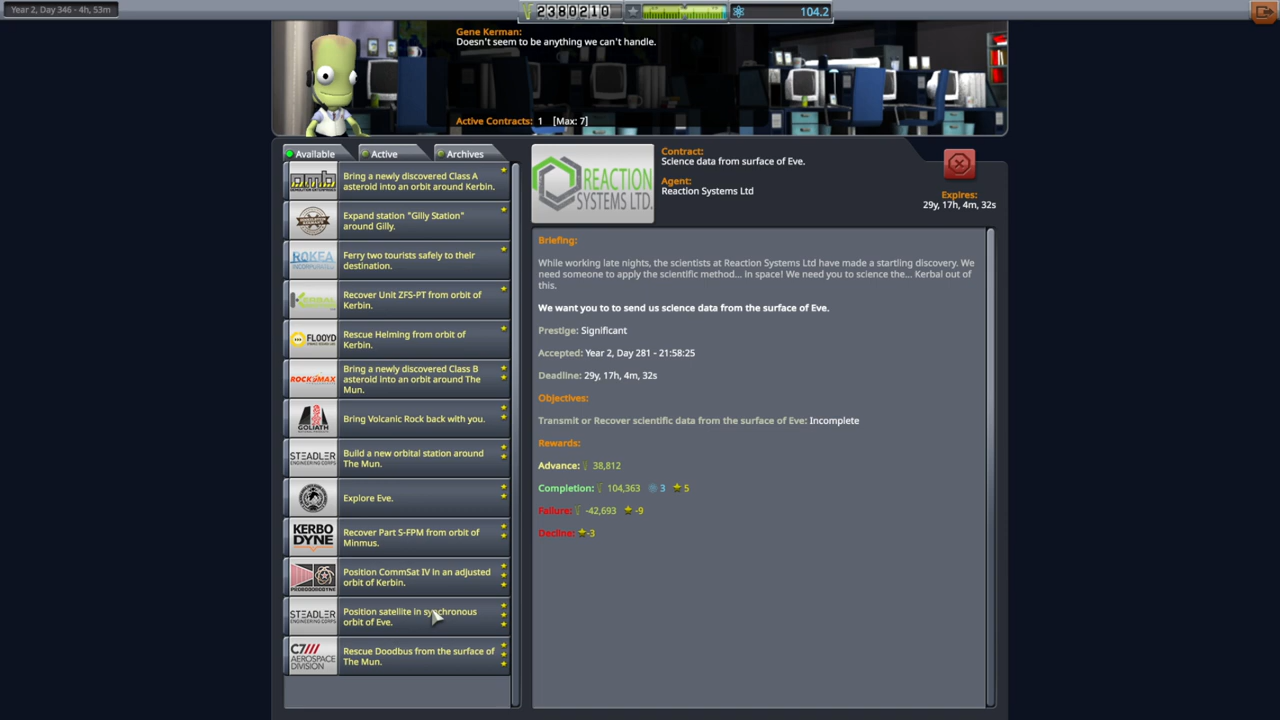 Year 2, Day 346 - 4h, 53m
2380210
104.2
Gene Kerman:
Doesn't seem to be anything we can't handle.
Active Contracts: 1 [Max: 7]
Available
Active
Archives
Bring a newly discovered Class A
asteroid into an orbit around Kerbin.
Expand station "Gilly Station"
around Gilly.
ROKEA
INCORPORATED
Ferry two tourists safely to their
destination.
KERBAL
Recover Unit ZFS-PT from orbit of
Kerbin.
FLOOYD
Rescue Helming from orbit of
Kerbin.
ROCKOMAX
Bring a newly discovered Class B
asteroid into an orbit around The
Mun.
GOLIATH
Bring Volcanic Rock back with you.
STEADLER
ENGINEERING CORPS
Build a new orbital station around
The Mun.
Explore Eve.
KERBO
DYNE
Recover Part S-FPM from orbit of
Minmus.
Position CommSat IV in an adjusted
orbit of Kerbin.
STEADLER
ENGINEERING CORPS
Position satellite in synchronous
orbit of Eve.
C7///
AEROSPACE
DIVISION
Rescue Doodbus from the surface of
The Mun.
REACTION
SYSTEMS LTD.
Contract:
Science data from surface of Eve.
Agent:
Reaction Systems Ltd
Expires:
29y, 17h, 4m, 32s
Briefing:
While working late nights, the scientists at Reaction Systems Ltd have made a startling discovery. We
need someone to apply the scientific method... in space! We need you to science the... Kerbal out of
this.
We want you to to send us science data from the surface of Eve.
Prestige: Significant
Accepted: Year 2, Day 281 - 21:58:25
Deadline: 29y, 17h, 4m, 32s
Objectives:
Transmit or Recover scientific data from the surface of Eve: Incomplete
Rewards:
Advance: 38,812
Completion: 104,363 3 5
Failure: -42,693 -9
Decline: -3